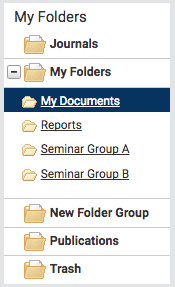 My Folders
Journals
My Folders
My Documents
Reports
Seminar Group A
Seminar Group B
New Folder Group
Publications
Trash